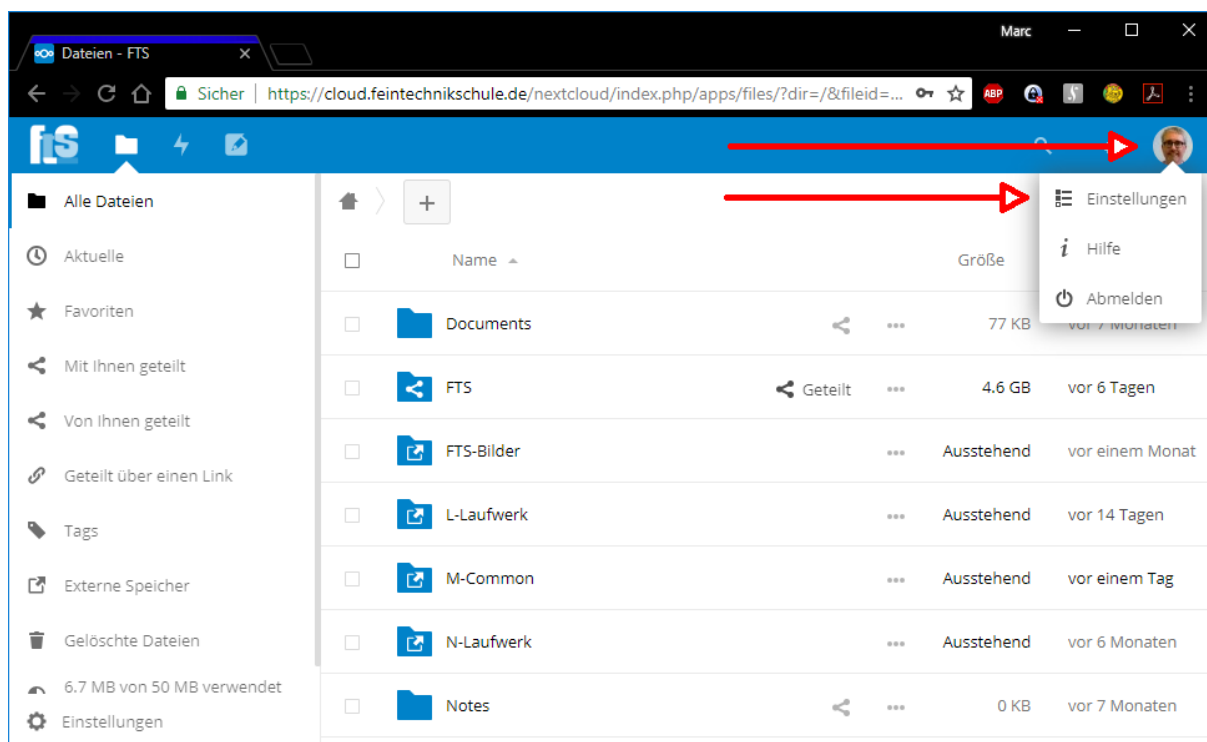 Marc
Dateien - FTS
Sicher | https://cloud.feintechnikschule.de/nextcloud/index.php/apps/files/?dir=/&fileid=...
ABP
fts
Alle Dateien
Einstellungen
Aktuelle
Name
Größe
Hilfe
Favoriten
Documents
77 KB
vor 7 Monaten
Abmelden
Mit Ihnen geteilt
FTS
Geteilt
4.6 GB
vor 6 Tagen
Von Ihnen geteilt
FTS-Bilder
Ausstehend
vor einem Monat
Geteilt über einen Link
L-Laufwerk
Ausstehend
vor 14 Tagen
Tags
M-Common
Ausstehend
vor einem Tag
Externe Speicher
Gelöschte Dateien
N-Laufwerk
Ausstehend
vor 6 Monaten
6.7 MB von 50 MB verwendet
Notes
0 KB
vor 7 Monaten
Einstellungen